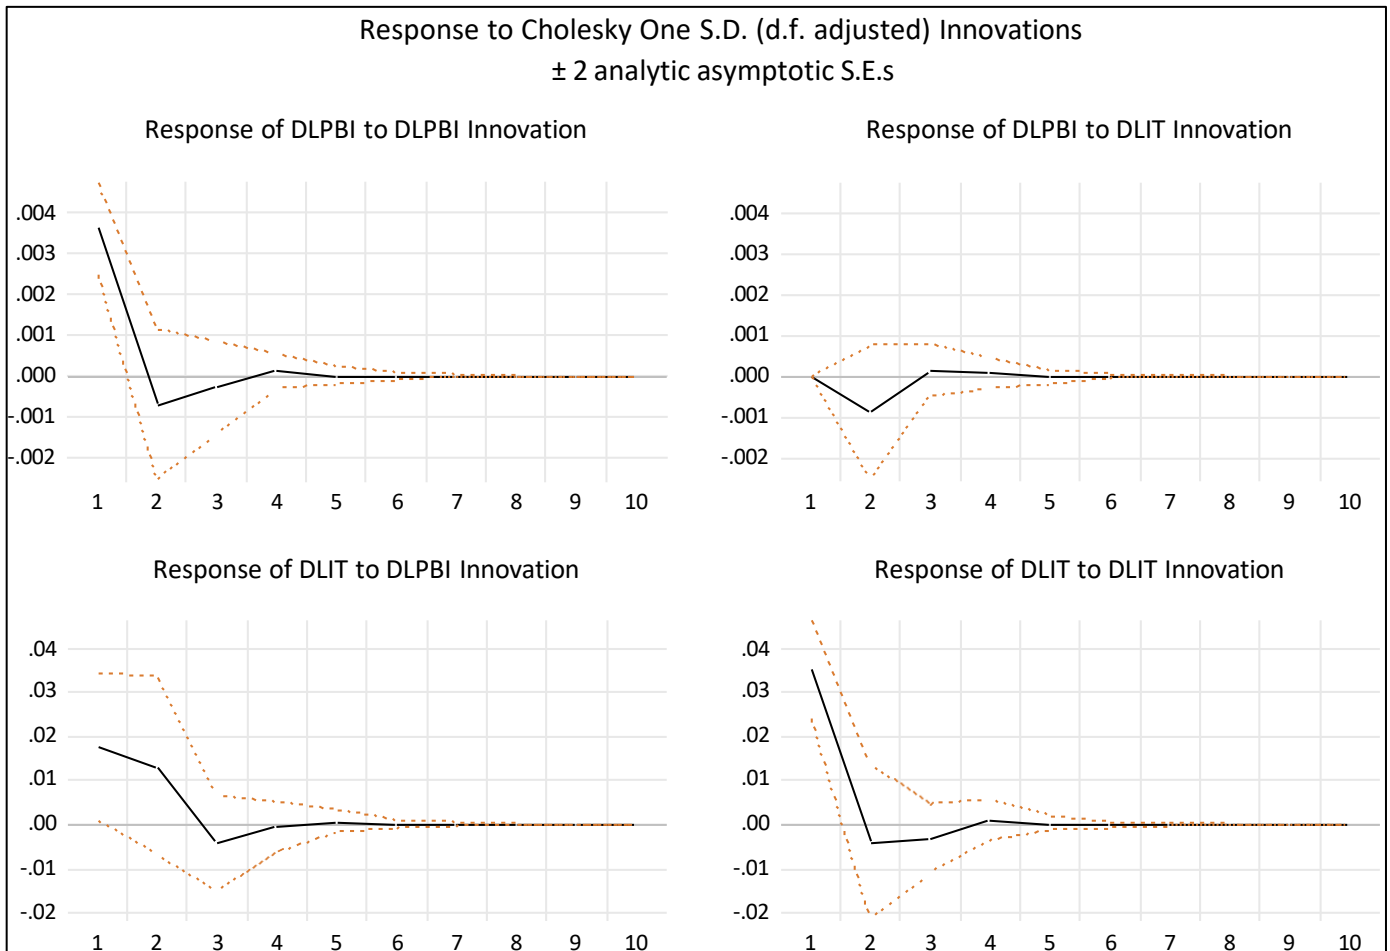 Response to Cholesky One S.D. (d.f. adjusted) Innovations
± 2 analytic asymptotic S.E.s
Response of DLPBI to DLPBI Innovation
.004
.003
.002
.001
.000
-.001
-.002
1 2 3 4 5 6 7 8 9 10
Response of DLPBI to DLIT Innovation
.004
.003
.002
.001
.000
-.001
-.002
1 2 3 4 5 6 7 8 9 10
Response of DLIT to DLPBI Innovation
.04
.03
.02
.01
.00
-.01
-.02
1 2 3 4 5 6 7 8 9 10
Response of DLIT to DLIT Innovation
.04
.03
.02
.01
.00
-.01
-.02
1 2 3 4 5 6 7 8 9 10